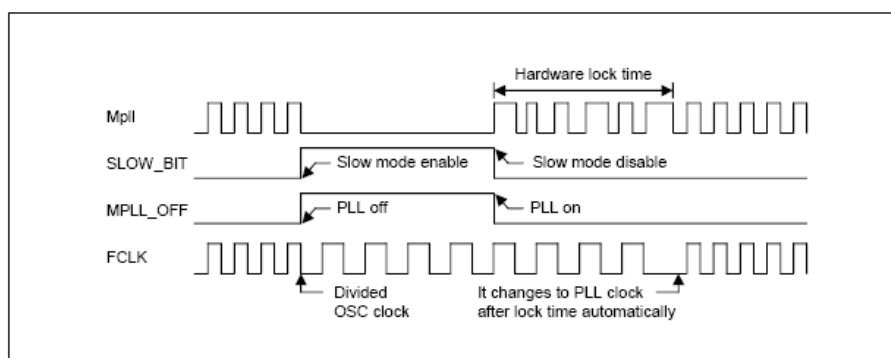 Hardware lock time
Mpll
SLOW_BIT
Slow mode enable
Slow mode disable
MPLL_OFF
PLL off
PLL on
FCLK
Divided
OSC clock
It changes to PLL clock
after lock time automatically